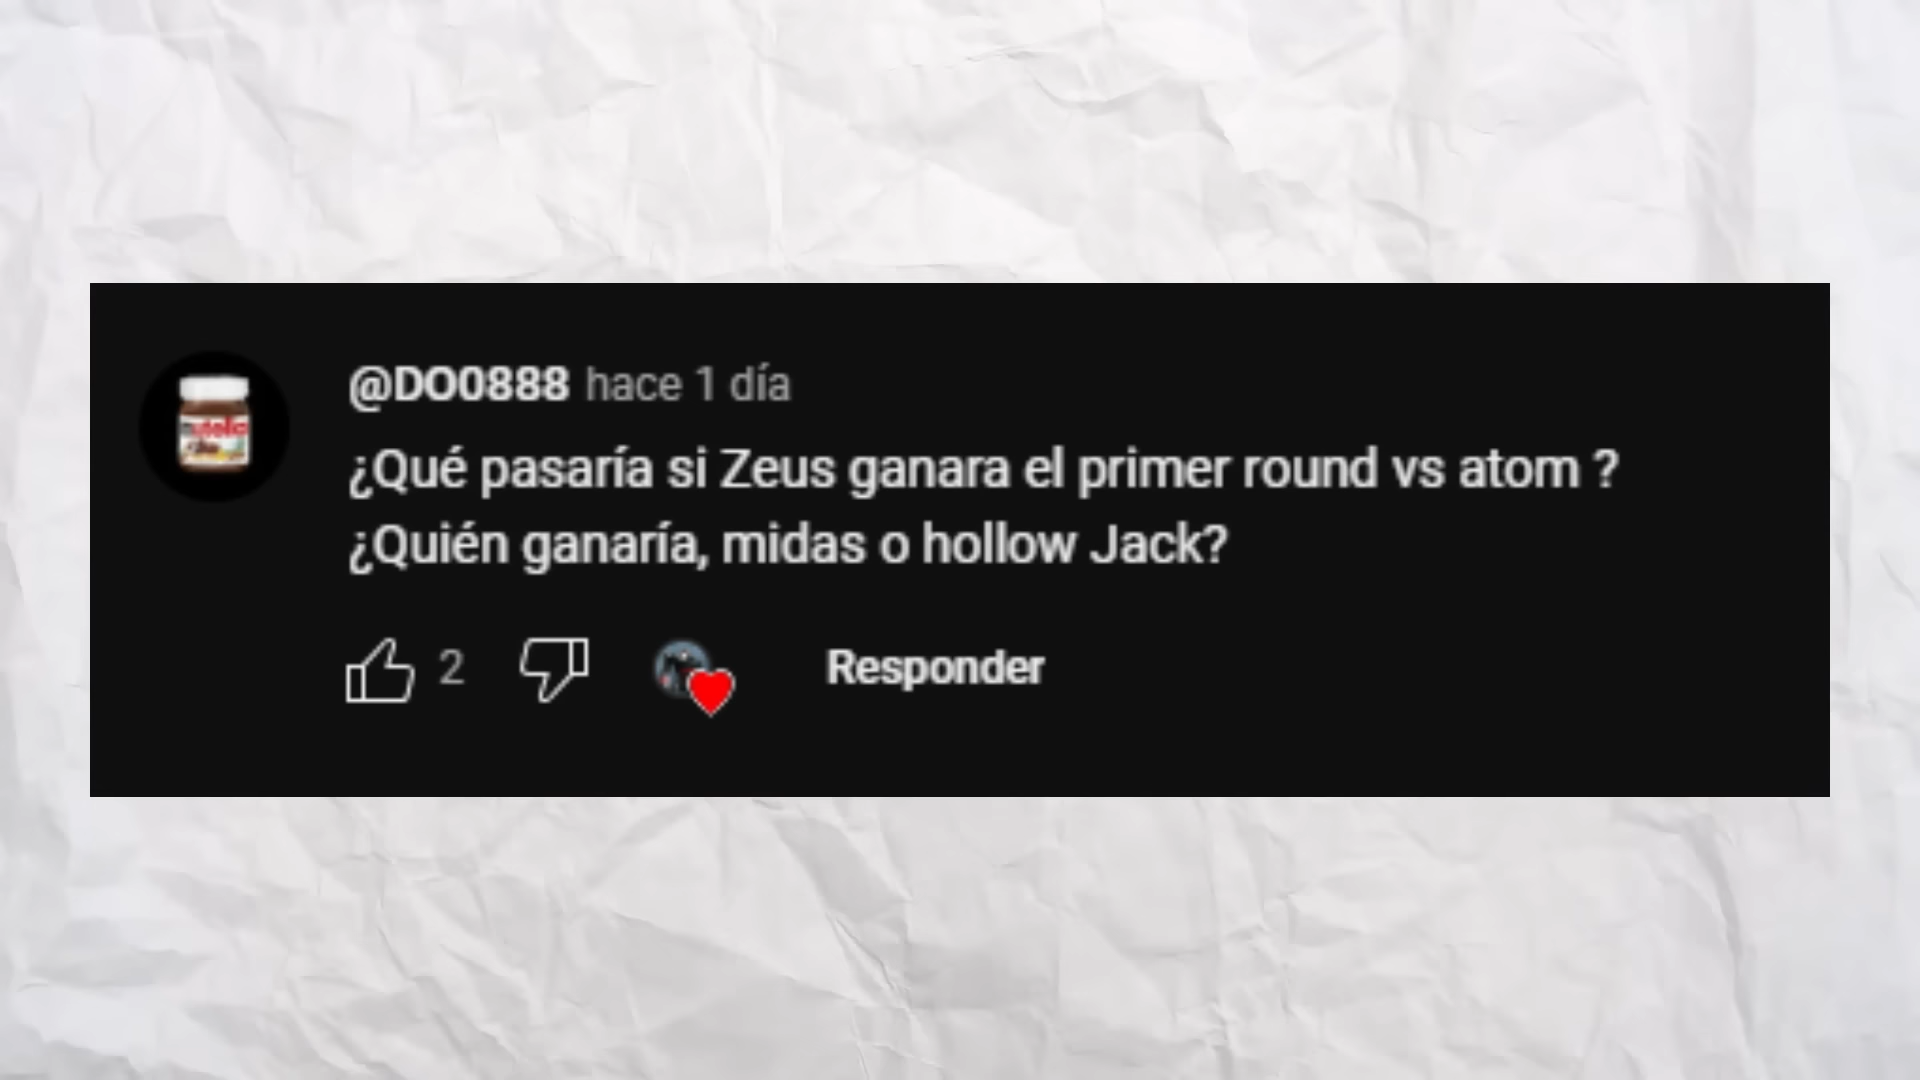 @DO0888 hace 1 día
¿Qué pasaría si Zeus ganara el primer round vs atom ?
¿Quién ganaría, midas o hollow Jack?
2
Responder